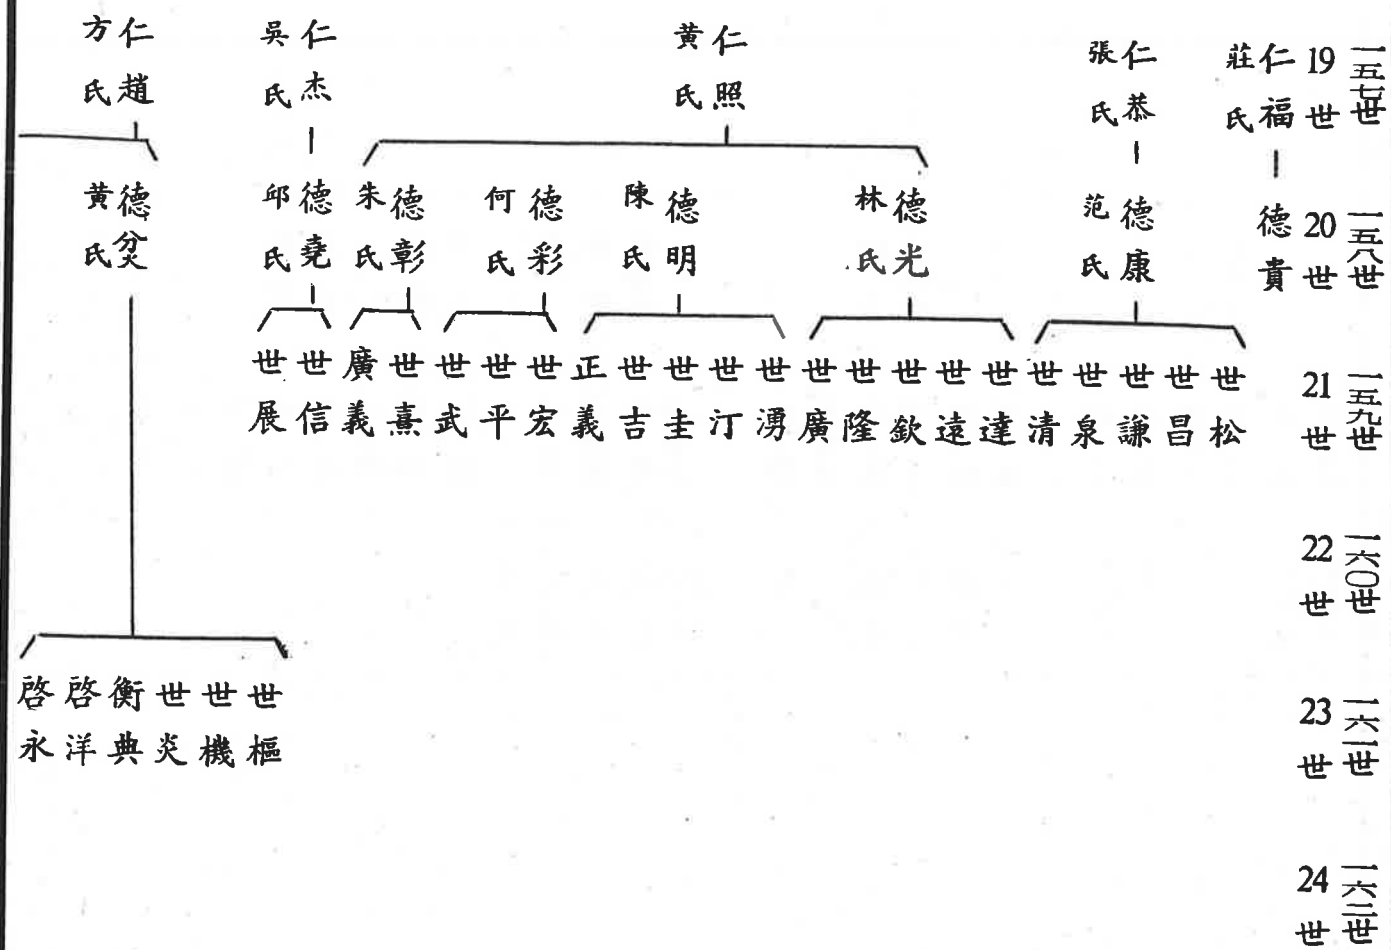 一五七世
19世
仁福
莊氏
仁恭
張氏
仁照
黃氏
仁杰
吳氏
仁趙
方氏
一五八世
20世
德貴
德康
范氏
德光
林氏
德明
陳氏
德彩
何氏
德彰
朱氏
德堯
邱氏
德炃
黃氏
一五九世
21世
世松
世昌
世謙
世泉
世清
世達
世遠
世欽
世隆
世廣
世湧
世汀
世圭
世吉
正義
世宏
世平
世武
世熹
廣義
世信
世展
一六〇世
22世
一六一世
23世
世樞
世機
世炎
衡典
啓洋
啓永
一六二世
24世